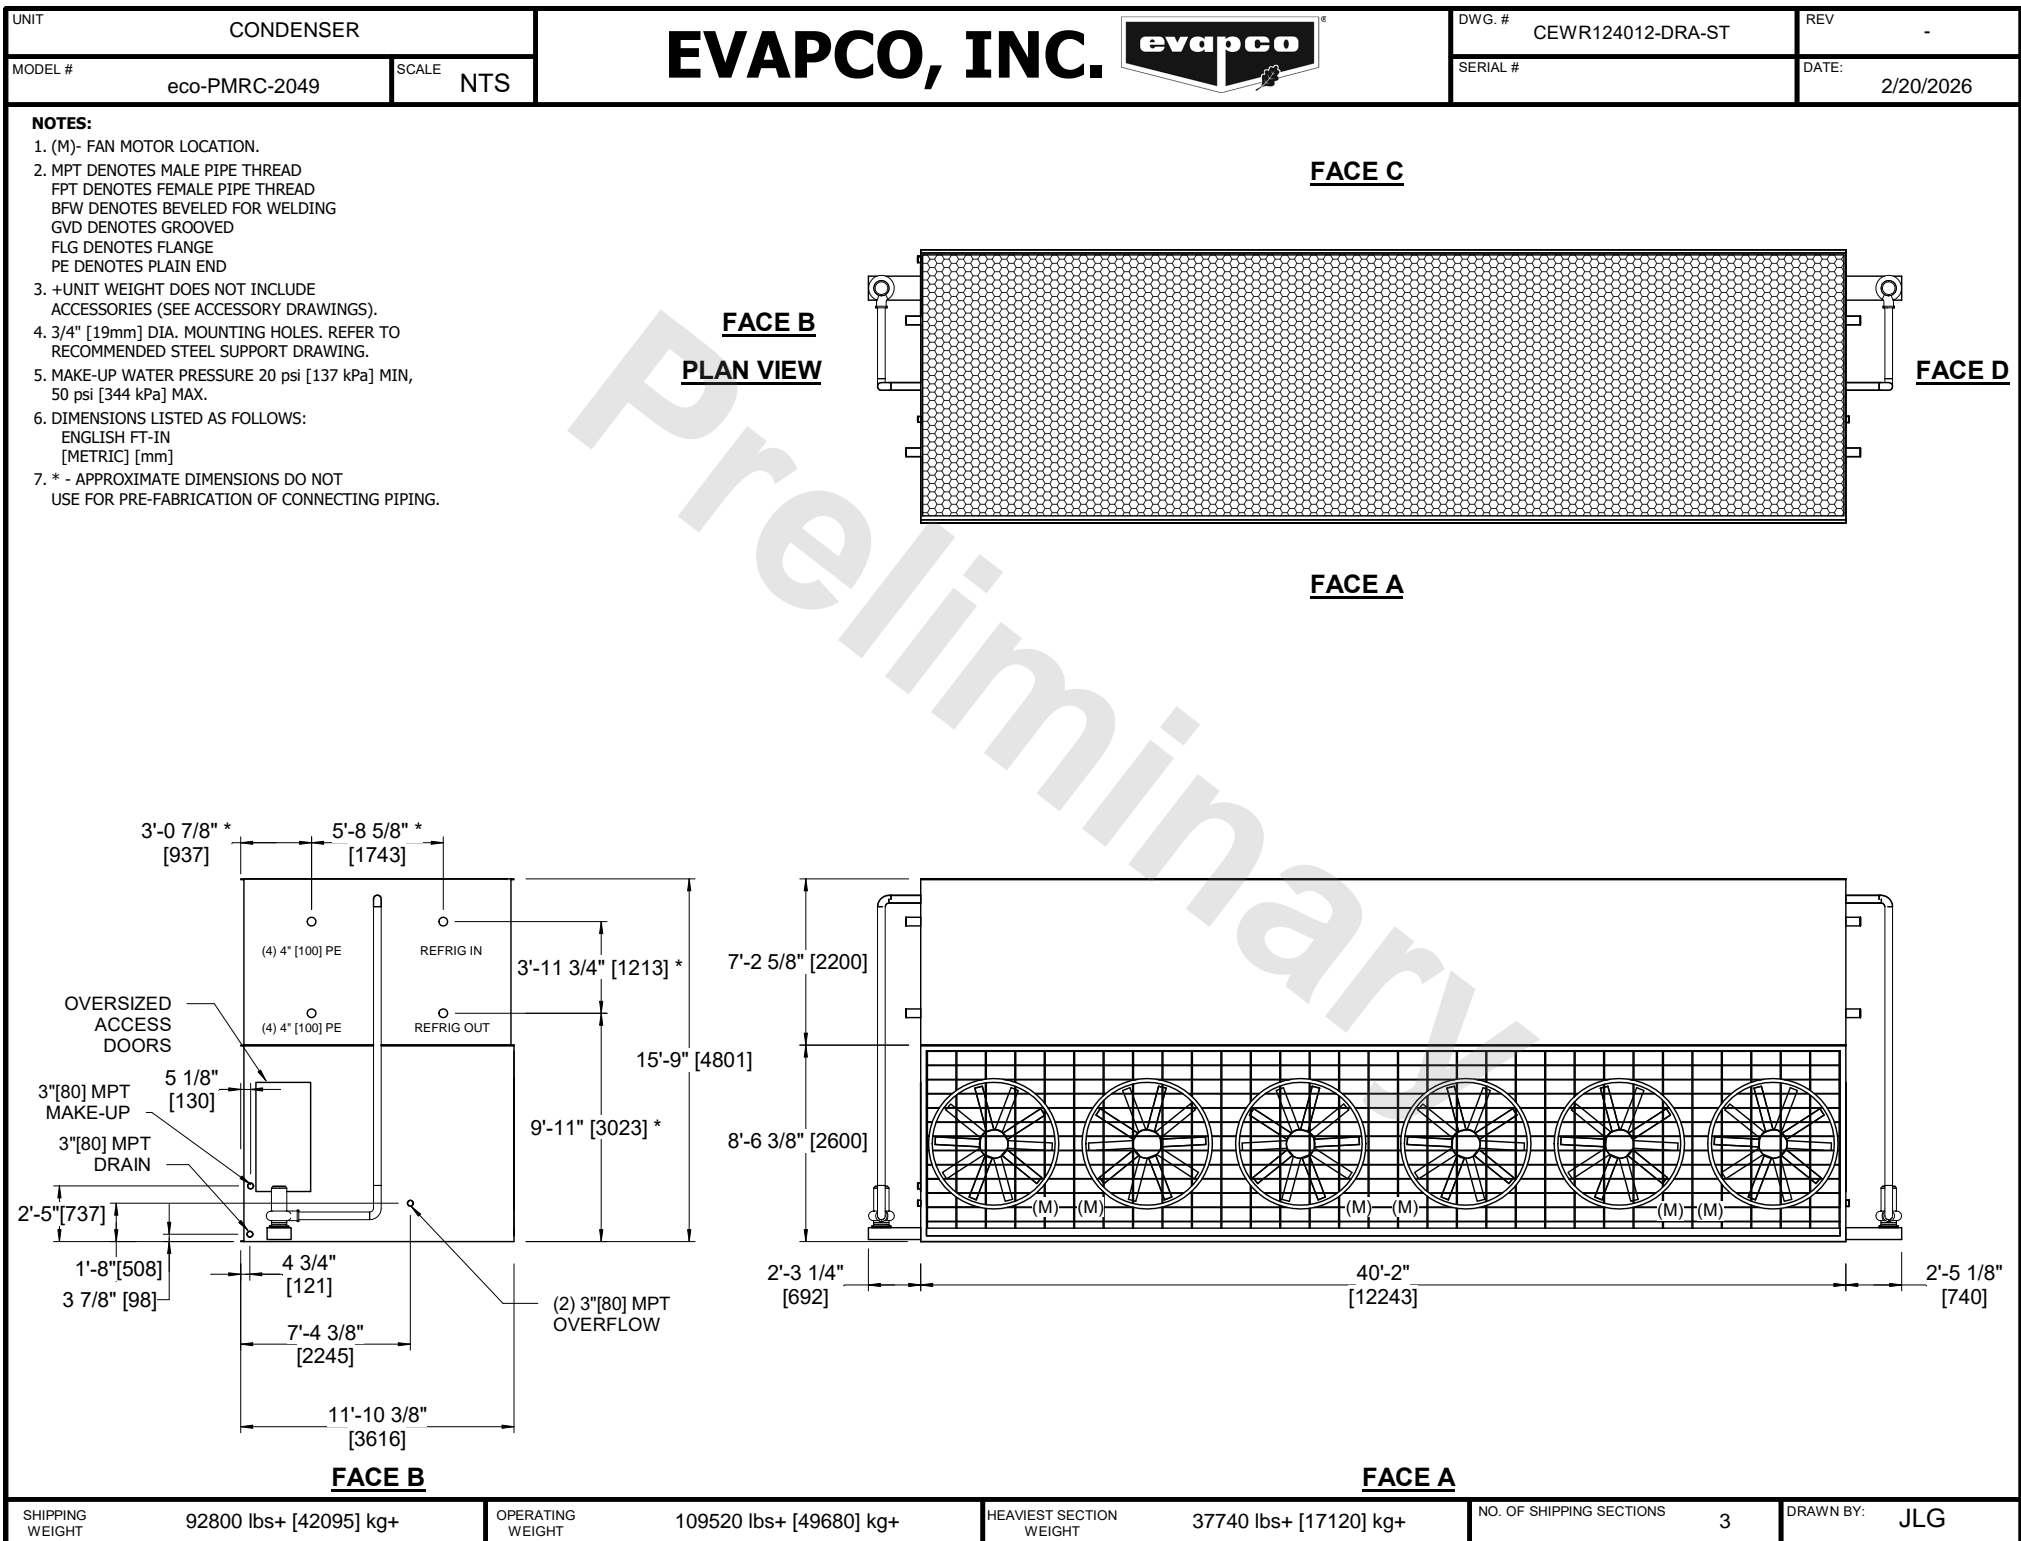 UNIT
CONDENSER
MODEL #
eco-PMRC-2049
SCALE
NTS
EVAPCO, INC.
evapco
®
DWG. #
CEWR124012-DRA-ST
REV
-
SERIAL #
DATE:
2/20/2026
NOTES:
1. (M)- FAN MOTOR LOCATION.
2. MPT DENOTES MALE PIPE THREAD
FPT DENOTES FEMALE PIPE THREAD
BFW DENOTES BEVELED FOR WELDING
GVD DENOTES GROOVED
FLG DENOTES FLANGE
PE DENOTES PLAIN END
3. +UNIT WEIGHT DOES NOT INCLUDE
ACCESSORIES (SEE ACCESSORY DRAWINGS).
4. 3/4" [19mm] DIA. MOUNTING HOLES. REFER TO
RECOMMENDED STEEL SUPPORT DRAWING.
5. MAKE-UP WATER PRESSURE 20 psi [137 kPa] MIN,
50 psi [344 kPa] MAX.
6. DIMENSIONS LISTED AS FOLLOWS:
ENGLISH FT-IN
[METRIC] [mm]
7. * - APPROXIMATE DIMENSIONS DO NOT
USE FOR PRE-FABRICATION OF CONNECTING PIPING.
FACE C
FACE B
PLAN VIEW
FACE D
FACE A
Preliminary
3'-0 7/8" *
[937]
5'-8 5/8" *
[1743]
(4) 4" [100] PE
REFRIG IN
3'-11 3/4" [1213] *
(4) 4" [100] PE
REFRIG OUT
OVERSIZED
ACCESS
DOORS
15'-9" [4801]
5 1/8"
[130]
3"[80] MPT
MAKE-UP
3"[80] MPT
DRAIN
9'-11" [3023] *
2'-5"[737]
1'-8"[508]
3 7/8" [98]
4 3/4"
[121]
(2) 3"[80] MPT
OVERFLOW
7'-4 3/8"
[2245]
11'-10 3/8"
[3616]
FACE B
7'-2 5/8" [2200]
8'-6 3/8" [2600]
(M) (M) (M) (M) (M) (M)
2'-3 1/4"
[692]
40'-2"
[12243]
2'-5 1/8"
[740]
FACE A
SHIPPING
WEIGHT
92800 lbs+ [42095] kg+
OPERATING
WEIGHT
109520 lbs+ [49680] kg+
HEAVIEST SECTION
WEIGHT
37740 lbs+ [17120] kg+
NO. OF SHIPPING SECTIONS
3
DRAWN BY:
JLG